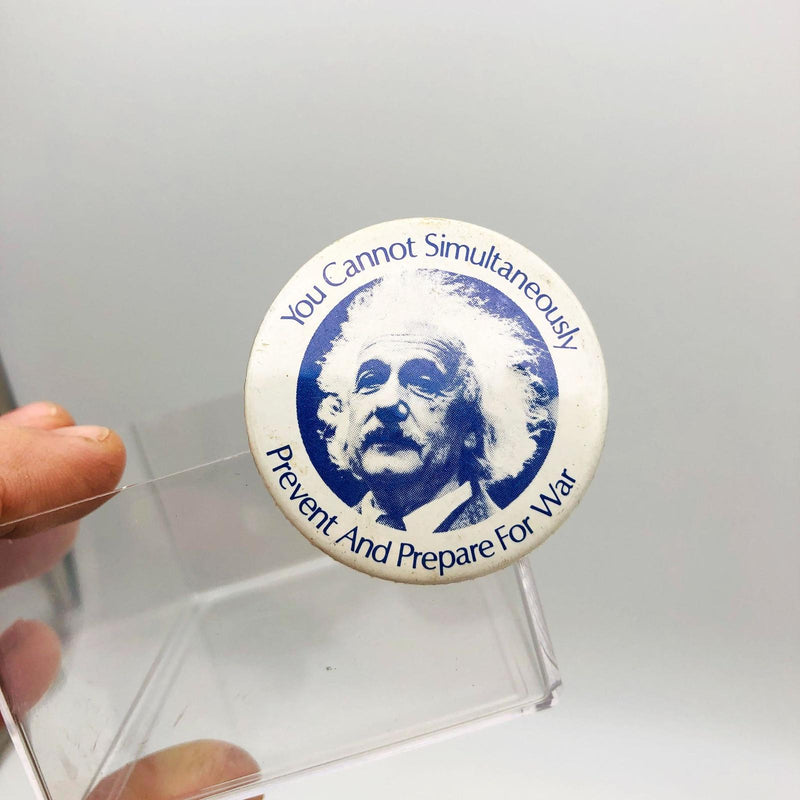 You Cannot Simultaneously
Prevent And Prepare For War